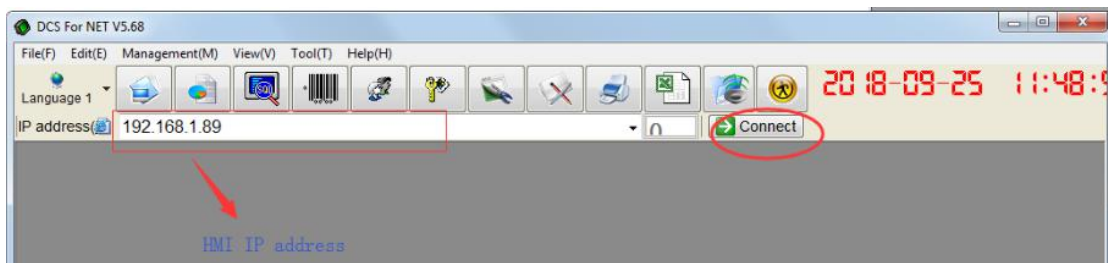 DCS For NET V5.68
File(F) Edit(E) Management(M) View(V) Tool(T) Help(H)
Language 1
SQL
2018-09-25 11:48:
IP address( 192.168.1.89 0 Connect
HMI IP address